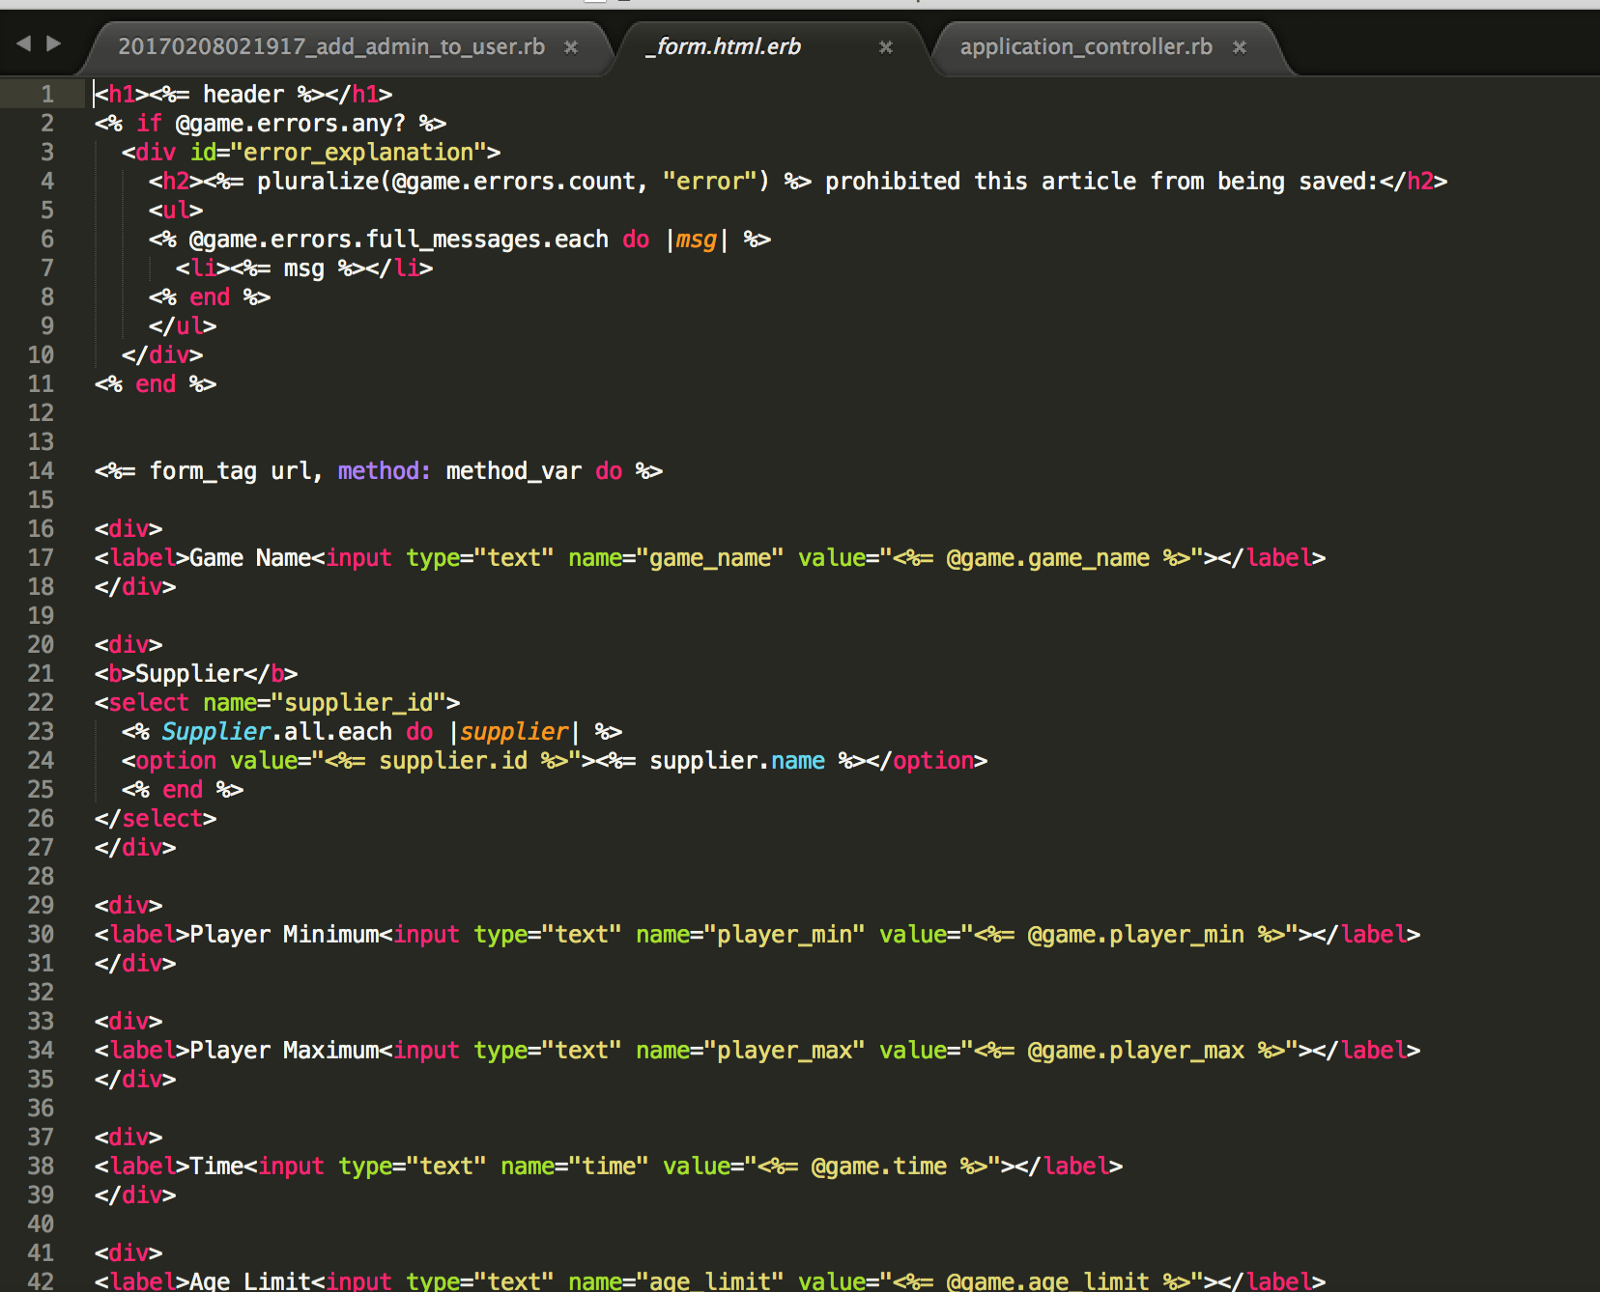 20170208021917_add_admin_to_user.rb × _form.html.erb × application_controller.rb ×
1 <h1><%= header %></h1>
2 <% if @game.errors.any? %>
3 <div id="error_explanation">
4 <h2><%= pluralize(@game.errors.count, "error") %> prohibited this article from being saved:</h2>
5 <ul>
6 <% @game.errors.full_messages.each do |msg| %>
7 <li><%= msg %></li>
8 <% end %>
9 </ul>
10 </div>
11 <% end %>
12
13
14 <%= form_tag url, method: method_var do %>
15
16 <div>
17 <label>Game Name<input type="text" name="game_name" value="<%= @game.game_name %>"></label>
18 </div>
19
20 <div>
21 <b>Supplier</b>
22 <select name="supplier_id">
23 <% Supplier.all.each do |supplier| %>
24 <option value="<%= supplier.id %>"><%= supplier.name %></option>
25 <% end %>
26 </select>
27 </div>
28
29 <div>
30 <label>Player Minimum<input type="text" name="player_min" value="<%= @game.player_min %>"></label>
31 </div>
32
33 <div>
34 <label>Player Maximum<input type="text" name="player_max" value="<%= @game.player_max %>"></label>
35 </div>
36
37 <div>
38 <label>Time<input type="text" name="time" value="<%= @game.time %>"></label>
39 </div>
40
41 <div>
42 <label>Age Limit<input type="text" name="age_limit" value="<%= @game.age_limit %>"></label>